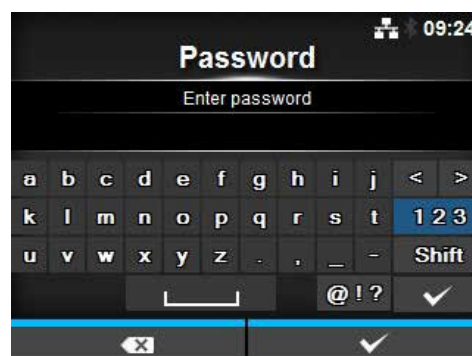 09:24
Password
Enter password
a b c d e f g h i j < >
k l m n o p q r s t 123
u v w x y z . , _ - Shift
@!?